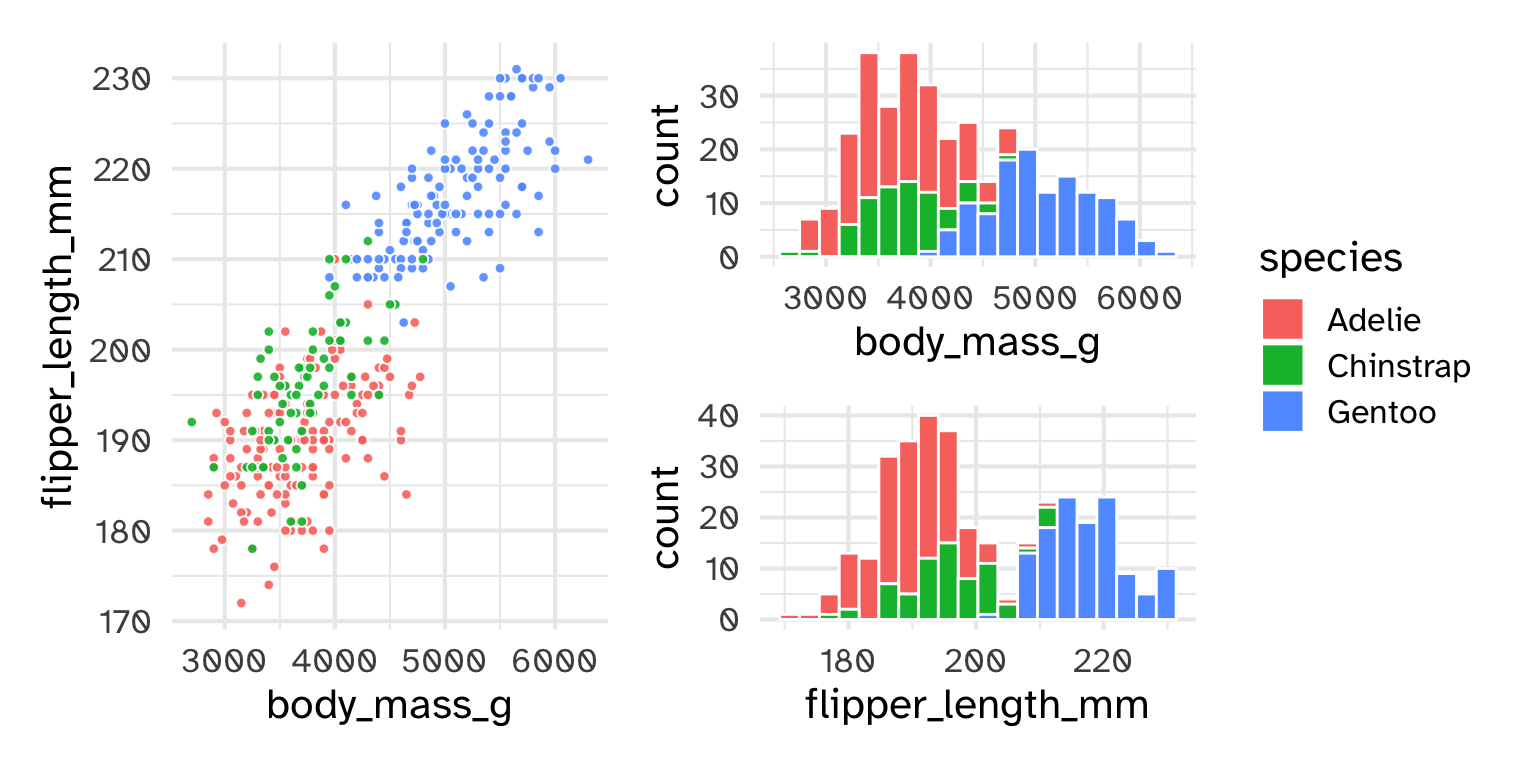 flipper_length_mm
230
220
210
200
190
180
170
3000 4000 5000 6000
body_mass_g
count
30
20
10
0
3000 4000 5000 6000
body_mass_g
count
40
30
20
10
0
180 200 220
flipper_length_mm
species
Adelie
Chinstrap
Gentoo